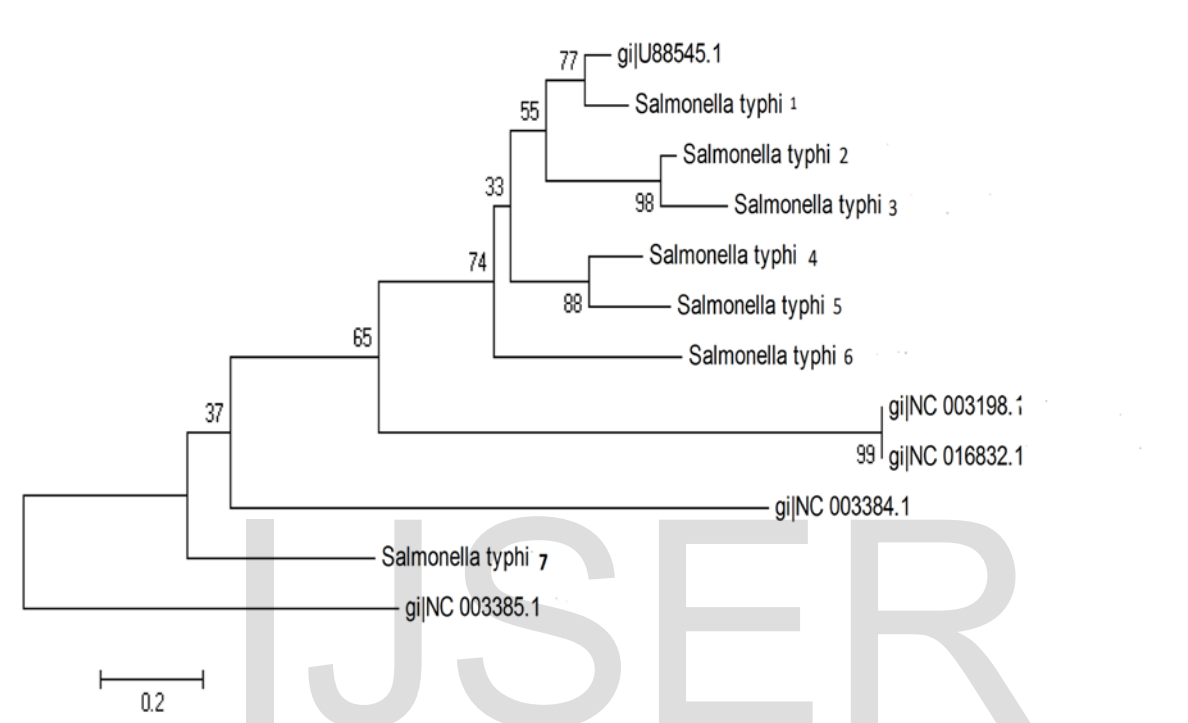 77
gi|U88545.1
Salmonella typhi 1
55
Salmonella typhi 2
33
98
Salmonella typhi 3
74
Salmonella typhi 4
88
Salmonella typhi 5
65
Salmonella typhi 6
37
gi|NC 003198.1
99
gi|NC 016832.1
gi|NC 003384.1
Salmonella typhi 7
gi|NC 003385.1
0.2
IJSER